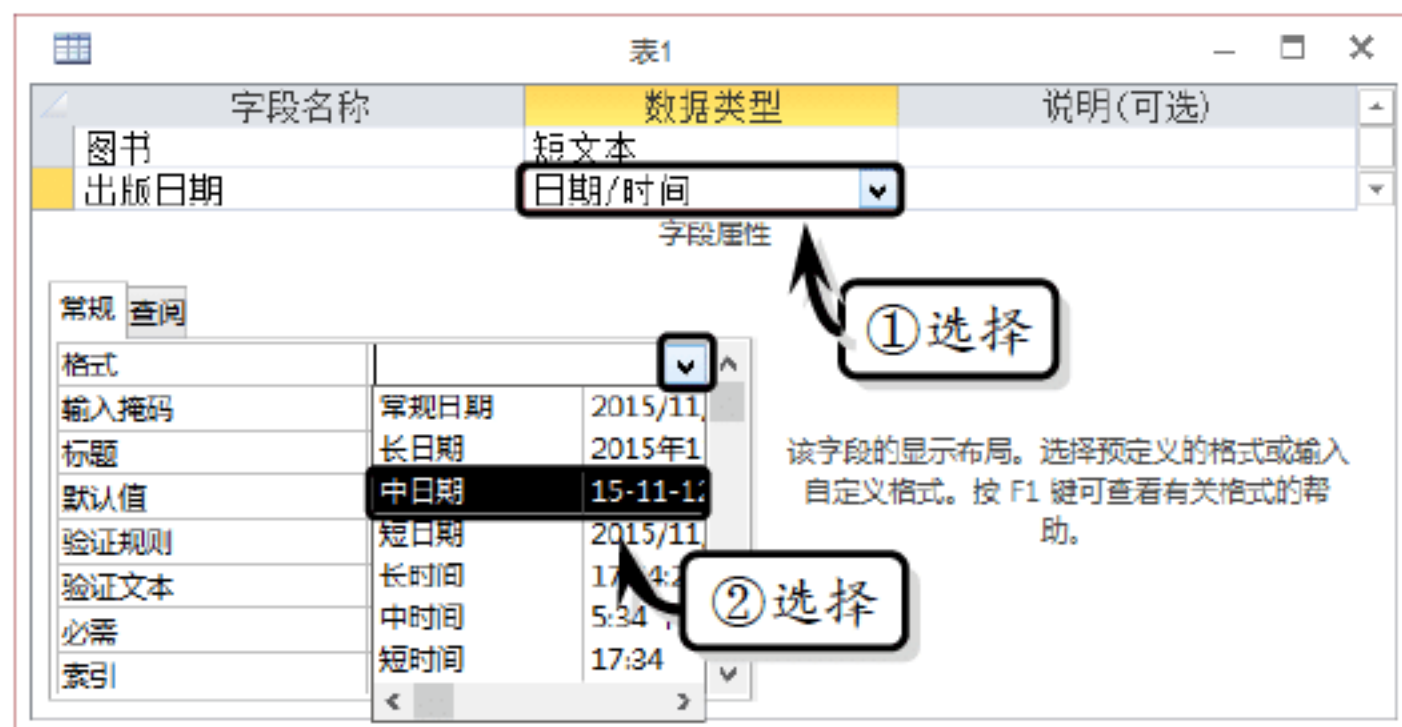 表1
字段名称 数据类型 说明(可选)
图书 短文本
出版日期 日期/时间
字段属性
①选择
常规 查阅
格式
输入掩码
标题
默认值
验证规则
验证文本
必需
索引
常规日期 2015/11
长日期 2015年1
中日期 15-11-12
短日期 2015/11
长时间
中时间 5:34
短时间 17:34
该字段的显示布局。选择预定义的格式或输入
自定义格式。按 F1 键可查看有关格式的帮
助。
②选择